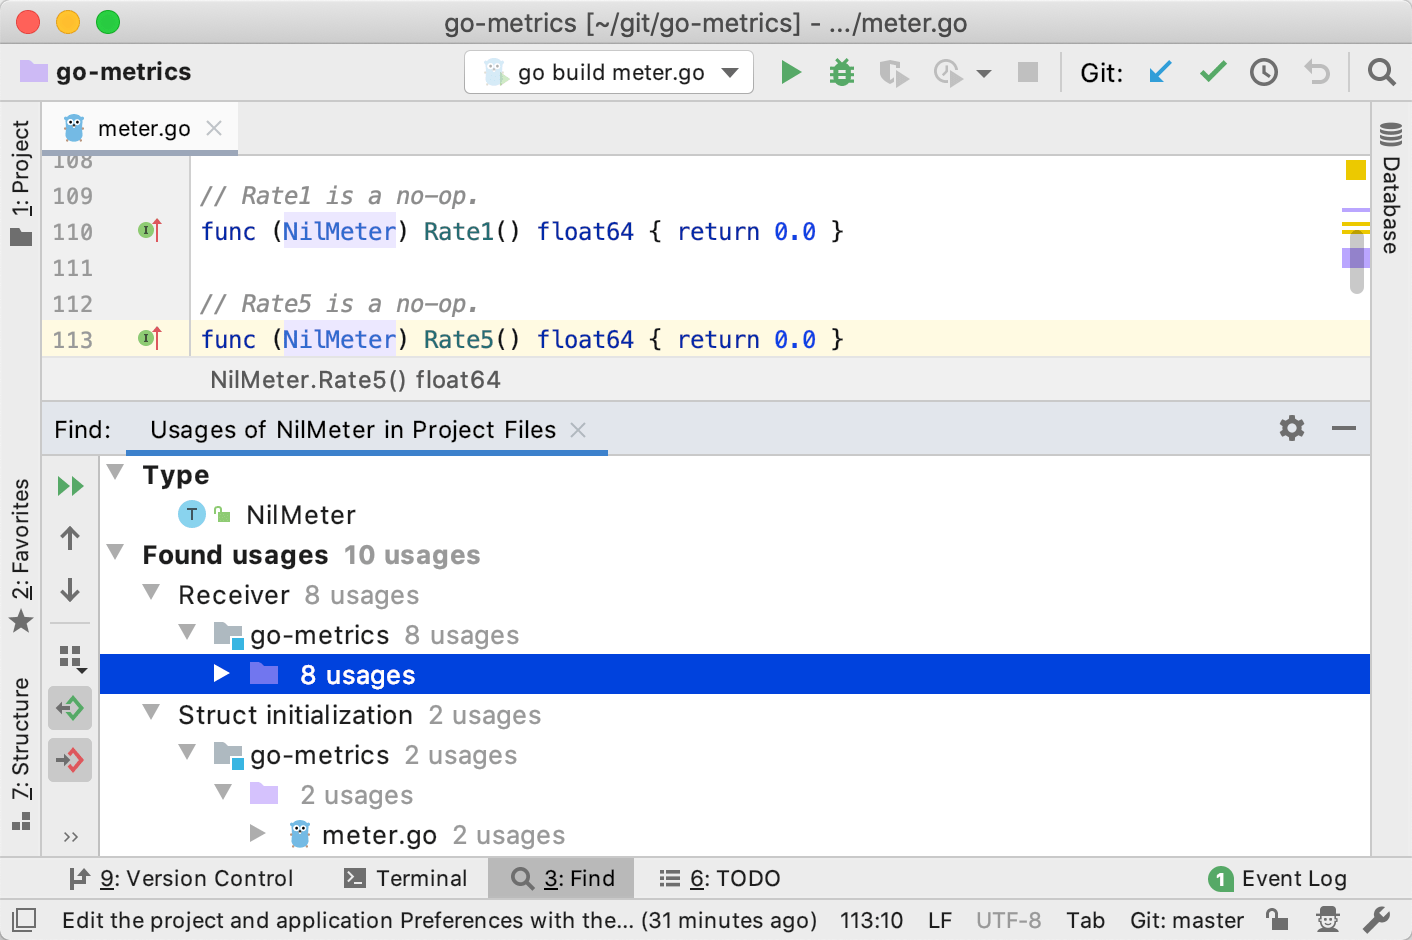 go-metrics [~/git/go-metrics] - .../meter.go
go-metrics
go build meter.go
Git:
1: Project
meter.go
Database
108
109 // Rate1 is a no-op.
110 I func (NilMeter) Rate1() float64 { return 0.0 }
111
112 // Rate5 is a no-op.
113 I func (NilMeter) Rate5() float64 { return 0.0 }
NilMeter.Rate5() float64
Find: Usages of NilMeter in Project Files
2: Favorites
7: Structure
Type
T NilMeter
Found usages 10 usages
Receiver 8 usages
go-metrics 8 usages
8 usages
Struct initialization 2 usages
go-metrics 2 usages
2 usages
meter.go 2 usages
9: Version Control Terminal 3: Find 6: TODO 1 Event Log
Edit the project and application Preferences with the... (31 minutes ago) 113:10 LF UTF-8 Tab Git: master